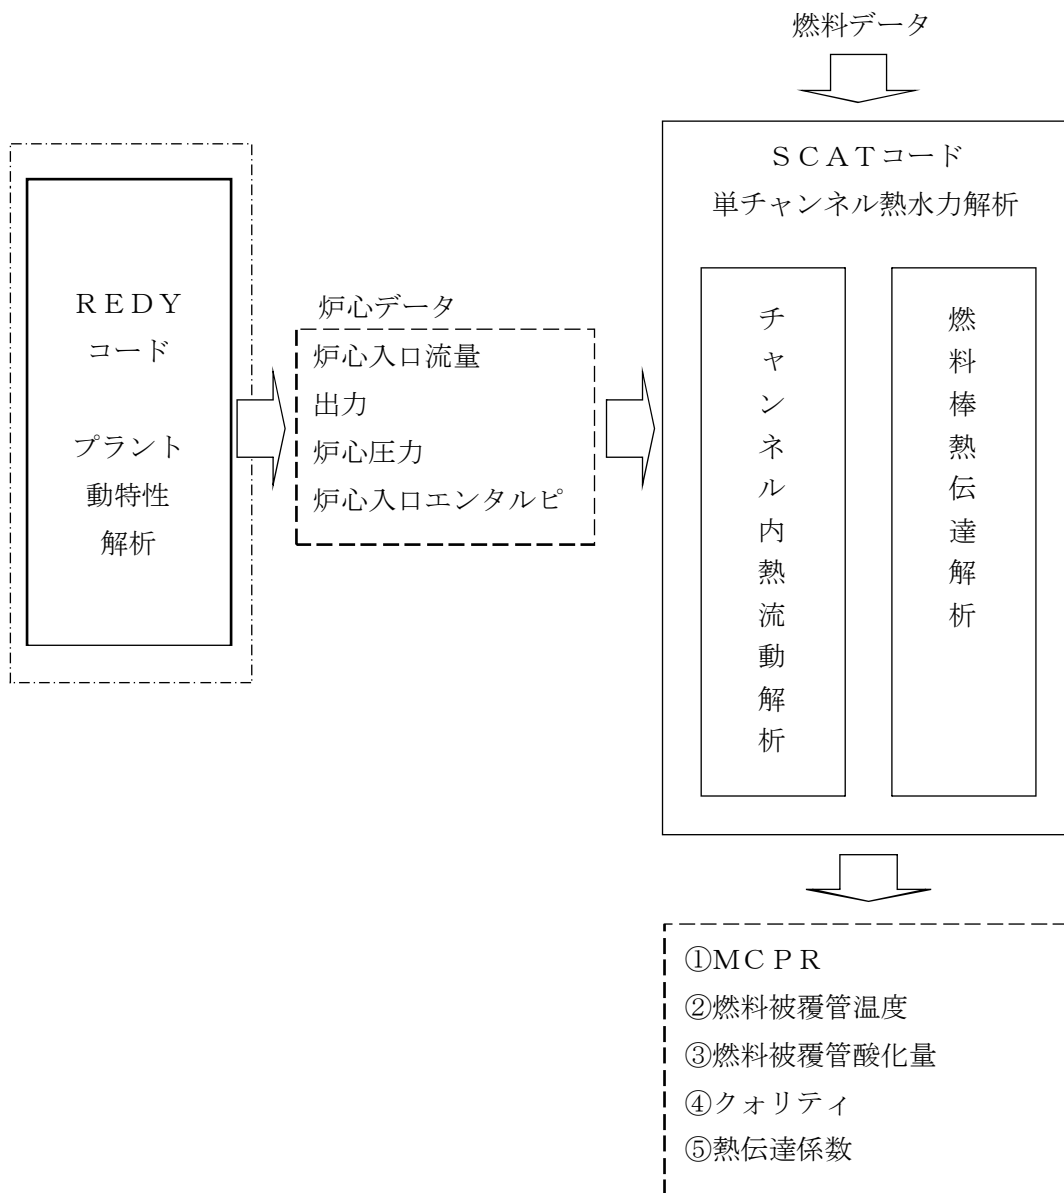 燃料データ
SCATコード
単チャンネル熱水力解析
REDY
コード
プラント
動特性
解析
炉心データ
炉心入口流量
出力
炉心圧力
炉心入口エンタルピ
チャンネル内熱流動解析
燃料棒熱伝達解析
①MCPR
②燃料被覆管温度
③燃料被覆管酸化量
④クォリティ
⑤熱伝達係数